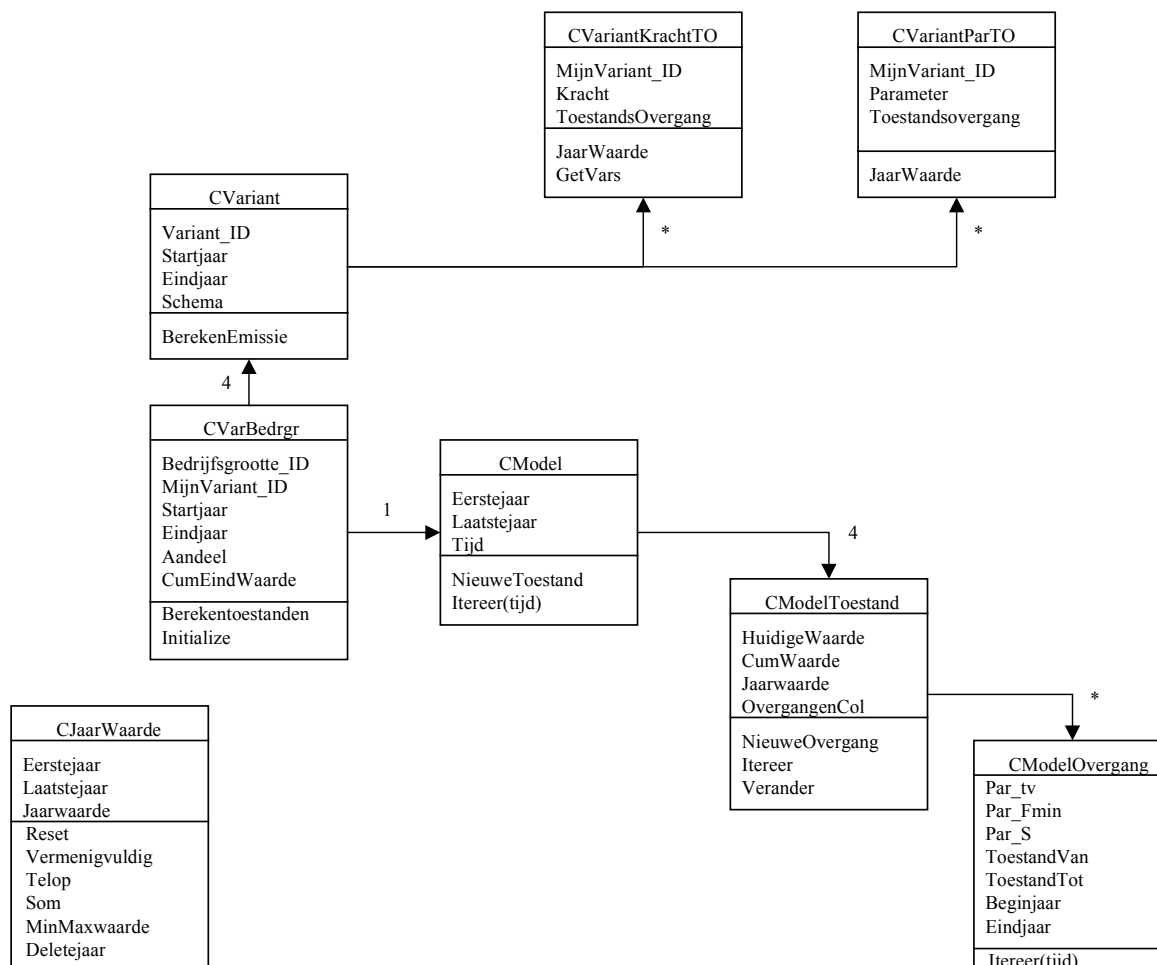 CVariantKrachtTO
MijnVariant_ID
Kracht
ToestandsOvergang
JaarWaarde
GetVars
CVariantParTO
MijnVariant_ID
Parameter
Toestandsovergang
JaarWaarde
*
*
CVariant
Variant_ID
Startjaar
Eindjaar
Schema
BerekenEmissie
4
CVarBedrgr
Bedrijfsgrootte_ID
MijnVariant_ID
Startjaar
Eindjaar
Aandeel
CumEindWaarde
Berekentoestanden
Initialize
1
CModel
Eerstejaar
Laatstejaar
Tijd
NieuweToestand
Itereer(tijd)
4
CModelToestand
HuidigeWaarde
CumWaarde
Jaarwaarde
OvergangenCol
NieuweOvergang
Itereer
Verander
*
CJaarWaarde
Eerstejaar
Laatstejaar
Jaarwaarde
Reset
Vermenigvuldig
Telop
Som
MinMaxwaarde
Deletejaar
CModelOvergang
Par_tv
Par_Fmin
Par_S
ToestandVan
ToestandTot
Beginjaar
Eindjaar
Itereer(tijd)